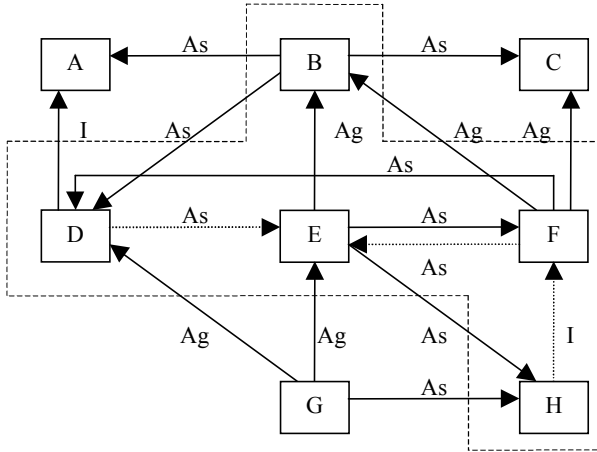 A As B As C
I As Ag Ag Ag
As
D As E As F
As
Ag Ag As I
G As H